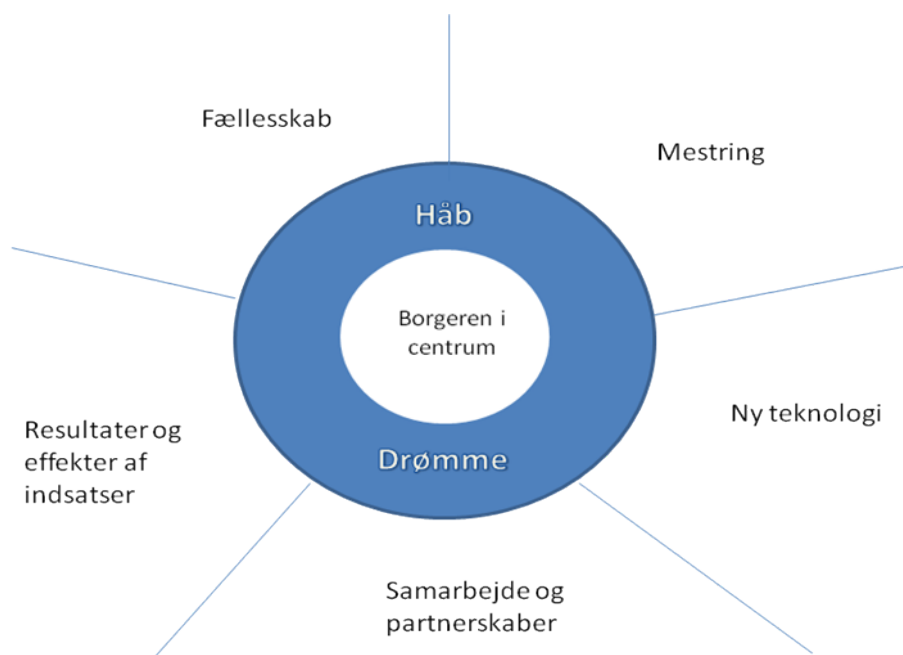 Fællesskab
Mestring
Håb
Borgeren i
centrum
Ny teknologi
Resultater og
effekter af
indsatser
Drømme
Samarbejde og
partnerskaber